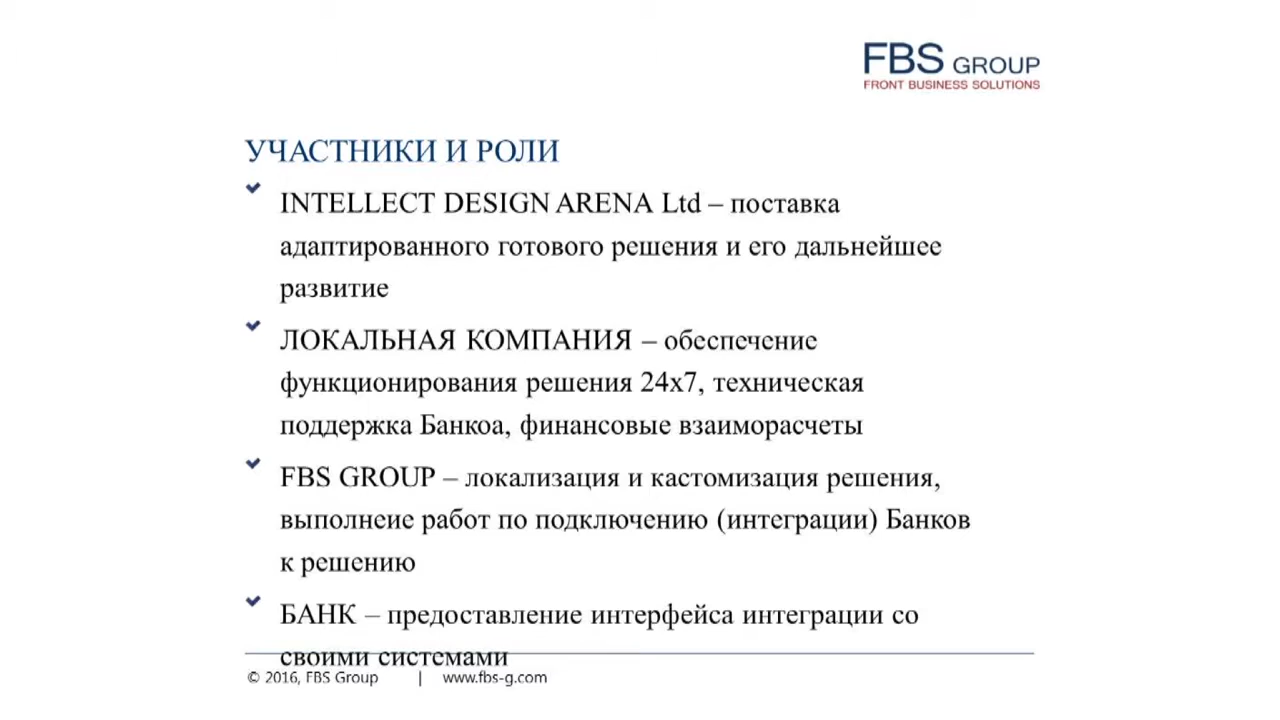 FBS GROUP
FRONT BUSINESS SOLUTIONS
УЧАСТНИКИ И РОЛИ
INTELLECT DESIGN ARENA Ltd – поставка
адаптированного готового решения и его дальнейшее
развитие
ЛОКАЛЬНАЯ КОМПАНИЯ – обеспечение
функционирования решения 24x7, техническая
поддержка Банкоа, финансовые взаиморасчеты
FBS GROUP – локализация и кастомизация решения,
выполнеие работ по подключению (интеграции) Банков
к решению
БАНК – предоставление интерфейса интеграции со
своими системами
© 2016, FBS Group | www.fbs-g.com